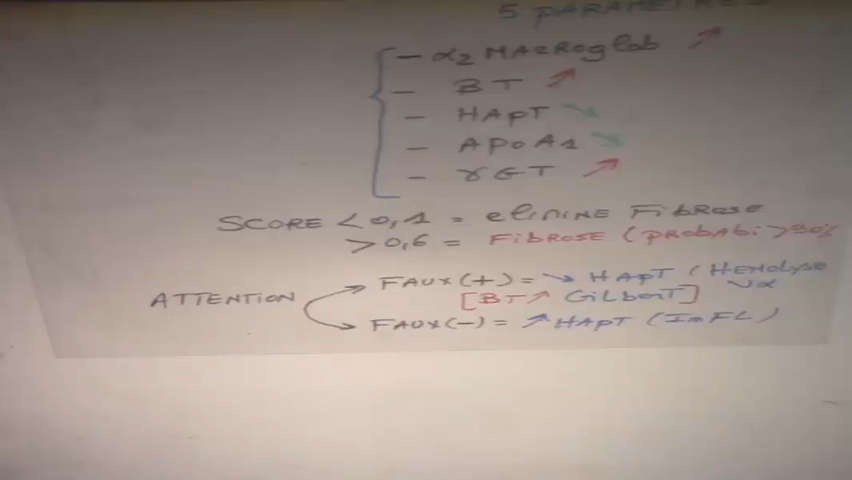 5 PARAMETRES
- α2 MACROglob ↗
- BT ↗
- HApT ↘
- APoA1 ↘
- γGT ↗
SCORE < 0,1 = eliminE FibRose
> 0,6 = FibROSE (PROBAbi > 90%
ATTENTION
FAUX(+) = ↘ HApT (HEMOlyse
[BT ↗ GilberT]
FAUX(-) = ↗ HApT (ImFL)